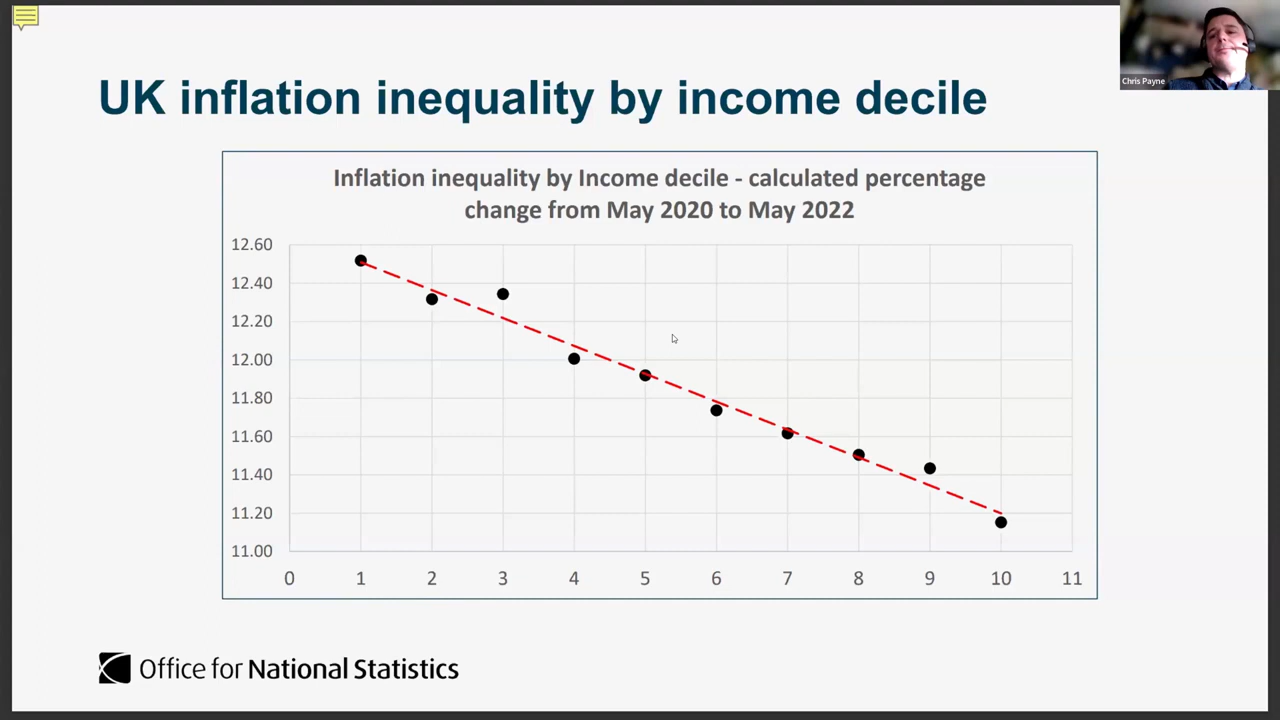 Chris Payne
UK inflation inequality by income decile
Inflation inequality by Income decile - calculated percentage
change from May 2020 to May 2022
12.60
12.40
12.20
12.00
11.80
11.60
11.40
11.20
11.00
0 1 2 3 4 5 6 7 8 9 10 11
Office for National Statistics